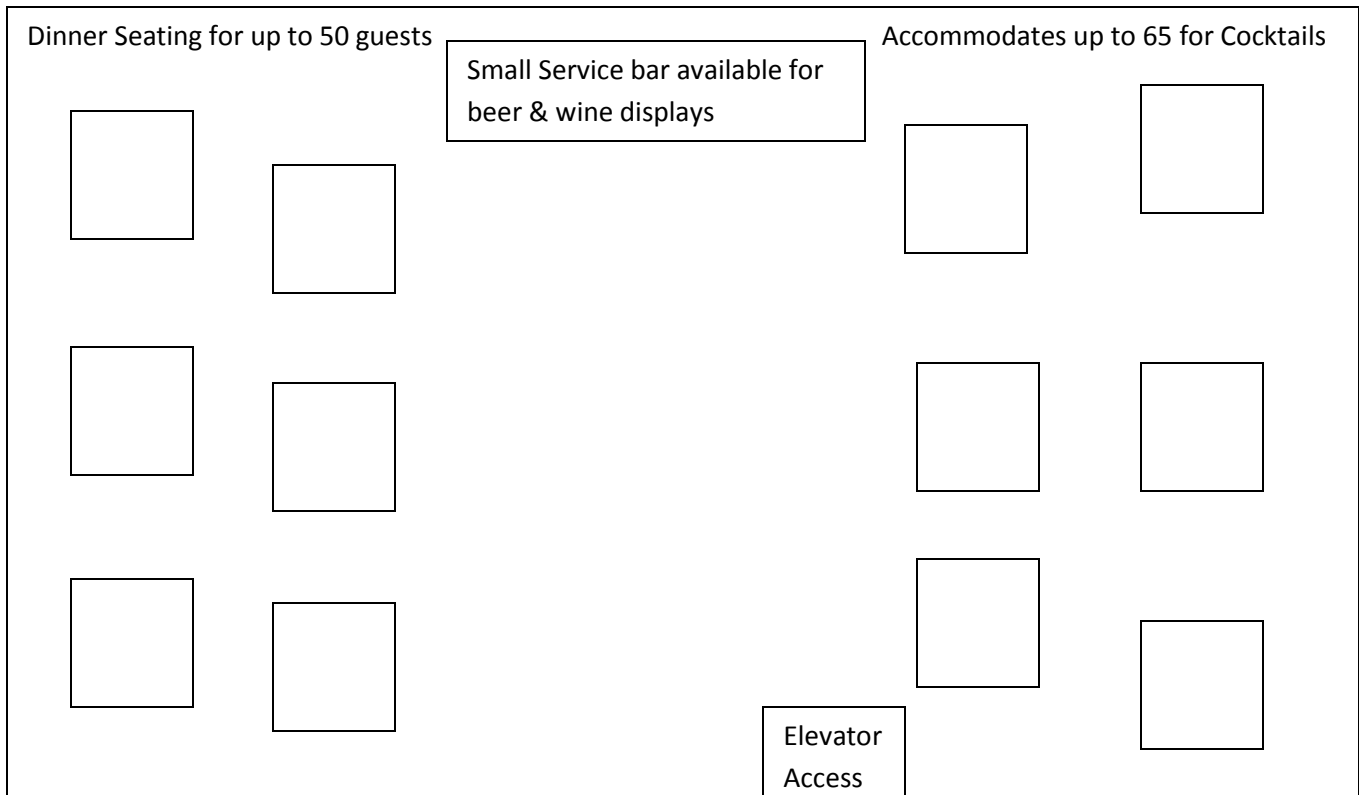 Dinner Seating for up to 50 guests
Accommodates up to 65 for Cocktails
Small Service bar available for
beer & wine displays
Elevator
Access